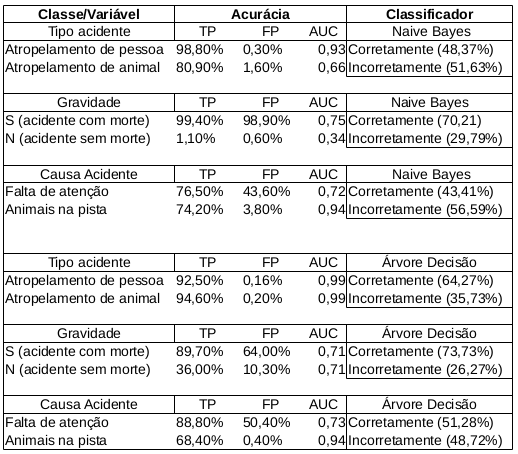 Classe/Variável Acurácia Classificador
Tipo acidente TP FP AUC Naive Bayes
Atropelamento de pessoa 98,80% 0,30% 0,93 Corretamente (48,37%)
Atropelamento de animal 80,90% 1,60% 0,66 Incorretamente (51,63%)
Gravidade TP FP AUC Naive Bayes
S (acidente com morte) 99,40% 98,90% 0,75 Corretamente (70,21)
N (acidente sem morte) 1,10% 0,60% 0,34 Incorretamente (29,79%)
Causa Acidente TP FP AUC Naive Bayes
Falta de atenção 76,50% 43,60% 0,72 Corretamente (43,41%)
Animais na pista 74,20% 3,80% 0,94 Incorretamente (56,59%)
Tipo acidente TP FP AUC Árvore Decisão
Atropelamento de pessoa 92,50% 0,16% 0,99 Corretamente (64,27%)
Atropelamento de animal 94,60% 0,20% 0,99 Incorretamente (35,73%)
Gravidade TP FP AUC Árvore Decisão
S (acidente com morte) 89,70% 64,00% 0,71 Corretamente (73,73%)
N (acidente sem morte) 36,00% 10,30% 0,71 Incorretamente (26,27%)
Causa Acidente TP FP AUC Árvore Decisão
Falta de atenção 88,80% 50,40% 0,73 Corretamente (51,28%)
Animais na pista 68,40% 0,40% 0,94 Incorretamente (48,72%)